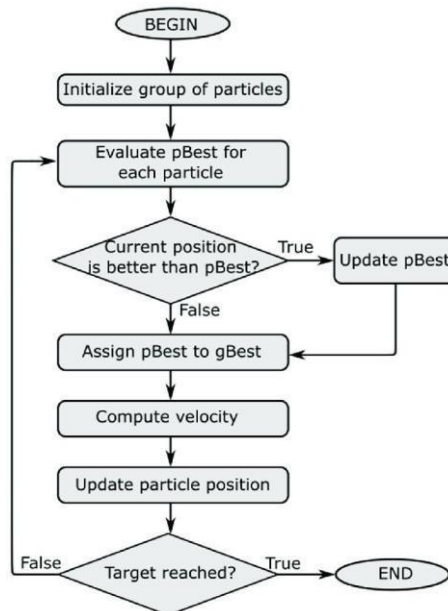 BEGIN
Initialize group of particles
Evaluate pBest for
each particle
Current position
is better than pBest?
True
Update pBest
False
Assign pBest to gBest
Compute velocity
Update particle position
False
Target reached?
True
END